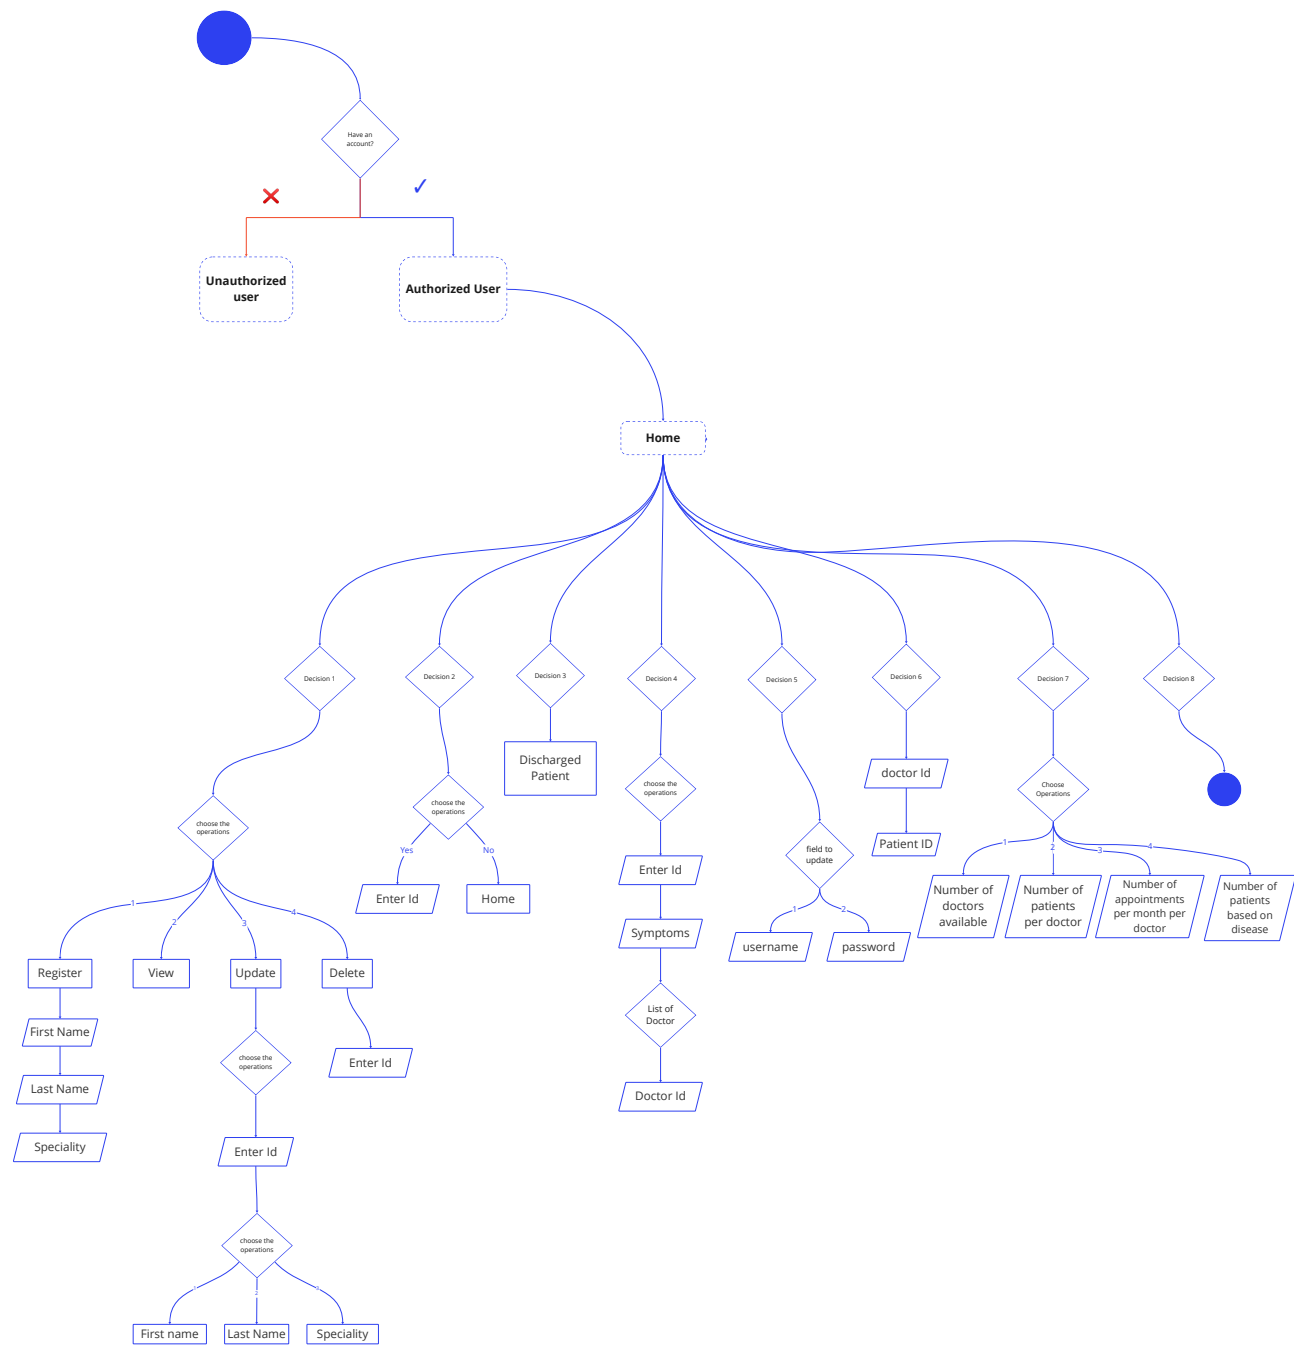 Have an
account?
Unauthorized
user
Authorized User
Home
Decision 1
Decision 2
Decision 3
Decision 4
Decision 5
Decision 6
Decision 7
Decision 8
Discharged
Patient
doctor Id
Patient ID
choose the
operations
choose the
operations
choose the
operations
Choose
Operations
field to
update
Yes
No
Enter Id
Home
Enter Id
Symptoms
List of
Doctor
Doctor Id
1
2
username
password
1
2
3
4
Number of
doctors
available
Number of
patients
per doctor
Number of
appointments
per month per
doctor
Number of
patients
based on
disease
1
2
3
4
Register
View
Update
Delete
First Name
Last Name
Speciality
choose the
operations
Enter Id
Enter Id
choose the
operations
1
2
3
First name
Last Name
Speciality